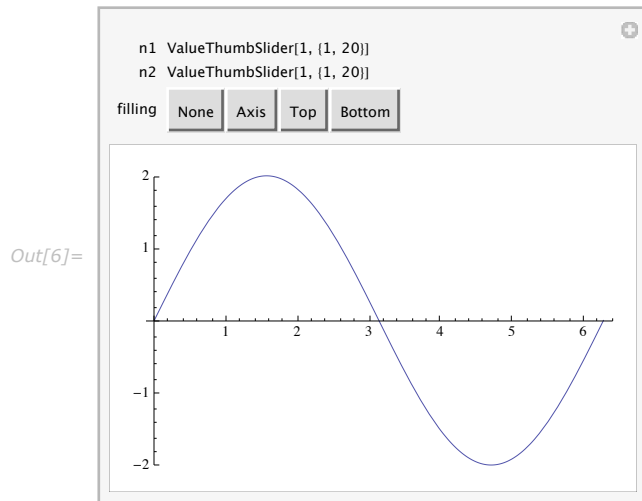 n1 ValueThumbSlider[1, {1, 20}]
n2 ValueThumbSlider[1, {1, 20}]
filling None Axis Top Bottom
Out[6]=
2
1
−1
−2
1 2 3 4 5 6